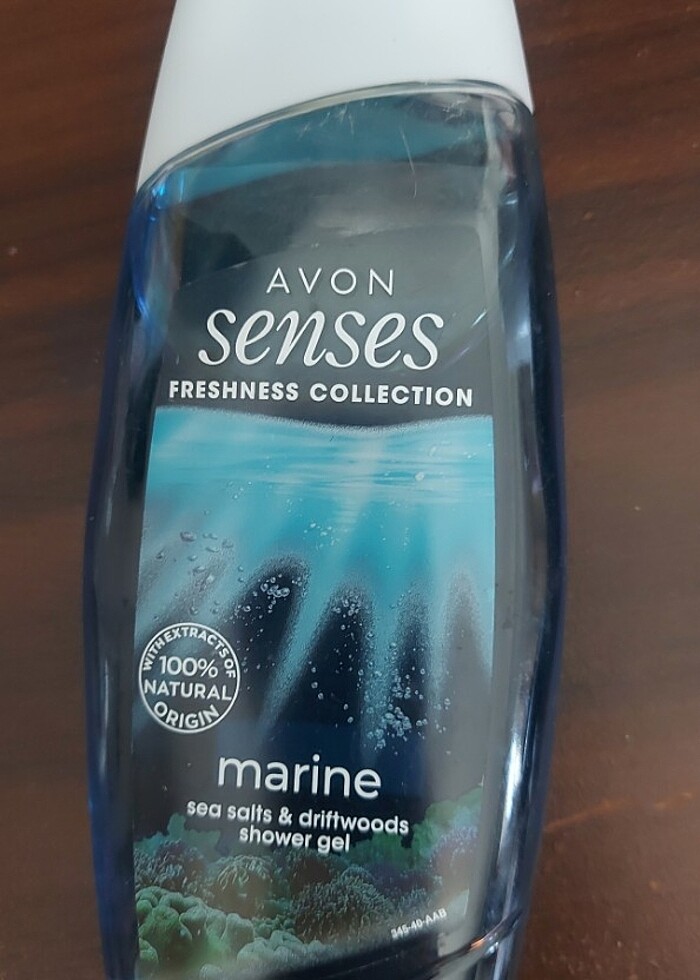 AVON
senses
FRESHNESS COLLECTION
WITH EXTRACTS OF
100%
NATURAL
ORIGIN
marine
sea salts & driftwoods
shower gel
345-40-AAB